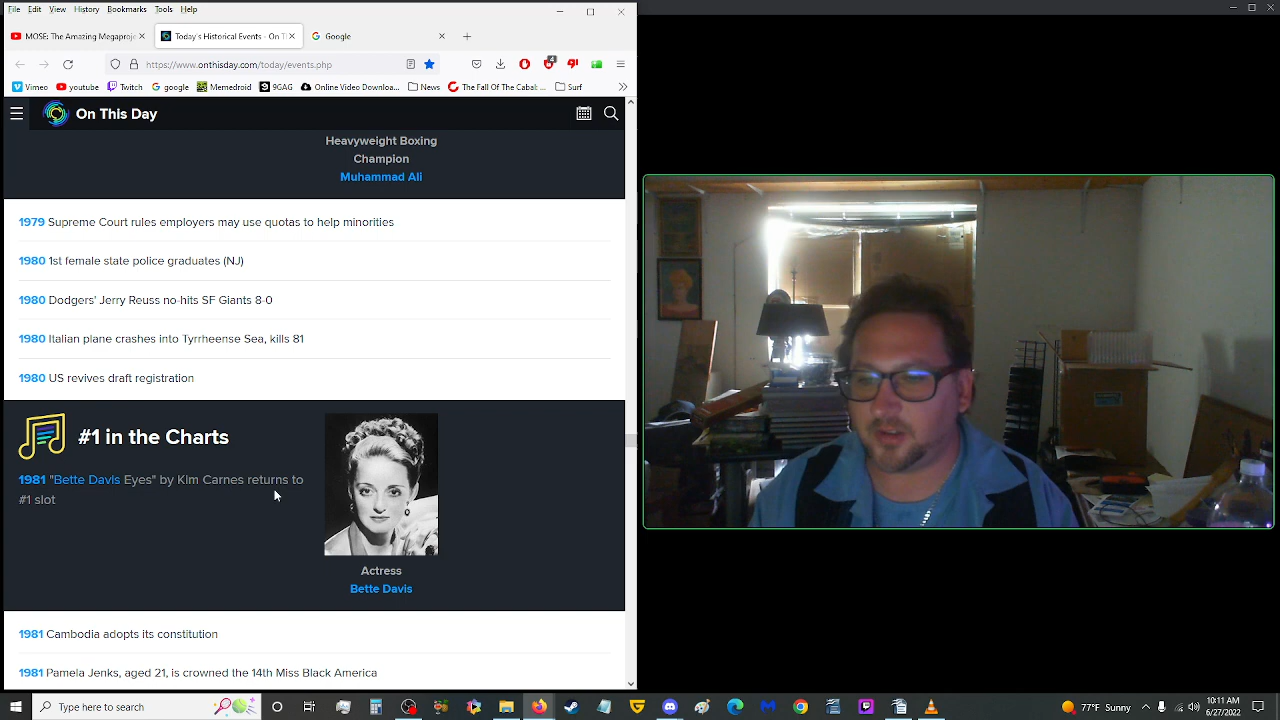 File Edit View History Bookmarks Tools Help
MOSE: The Amazing Megaproje
Today's Historical Events - On Th
Google
https://www.onthisday.com/today/events.php
4
Vimeo youtube Twitch google Memedroid 9GAG Online Video Downloa... News The Fall Of The Cabal:... Surf
On This Day
Heavyweight Boxing
Champion
Muhammad Ali
1979 Supreme Court rules employers may use quotas to help minorities
1980 1st female state police graduates (NJ)
1980 Dodgers' Jerry Reuss no-hits SF Giants 8-0
1980 Italian plane crashes into Tyrrheense Sea, kills 81
1980 US revives draft registration
#1 in the Charts
1981 "Bette Davis Eyes" by KIm Carnes returns to
#1 slot
Actress
Bette Davis
1981 Cambodia adopts its constitution
1981 Pamela Jenks, aged 21, is crowned the 14th Miss Black America
Type here to search
77°F Sunny
10:11 AM
6/27/2022